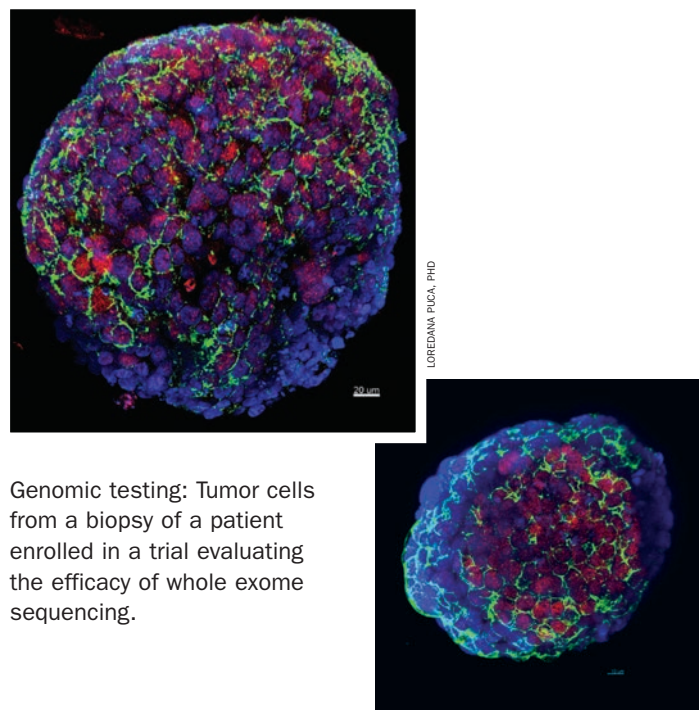 LOREDANA PUCA, PHD
20 um
Genomic testing: Tumor cells
from a biopsy of a patient
enrolled in a trial evaluating
the efficacy of whole exome
sequencing.